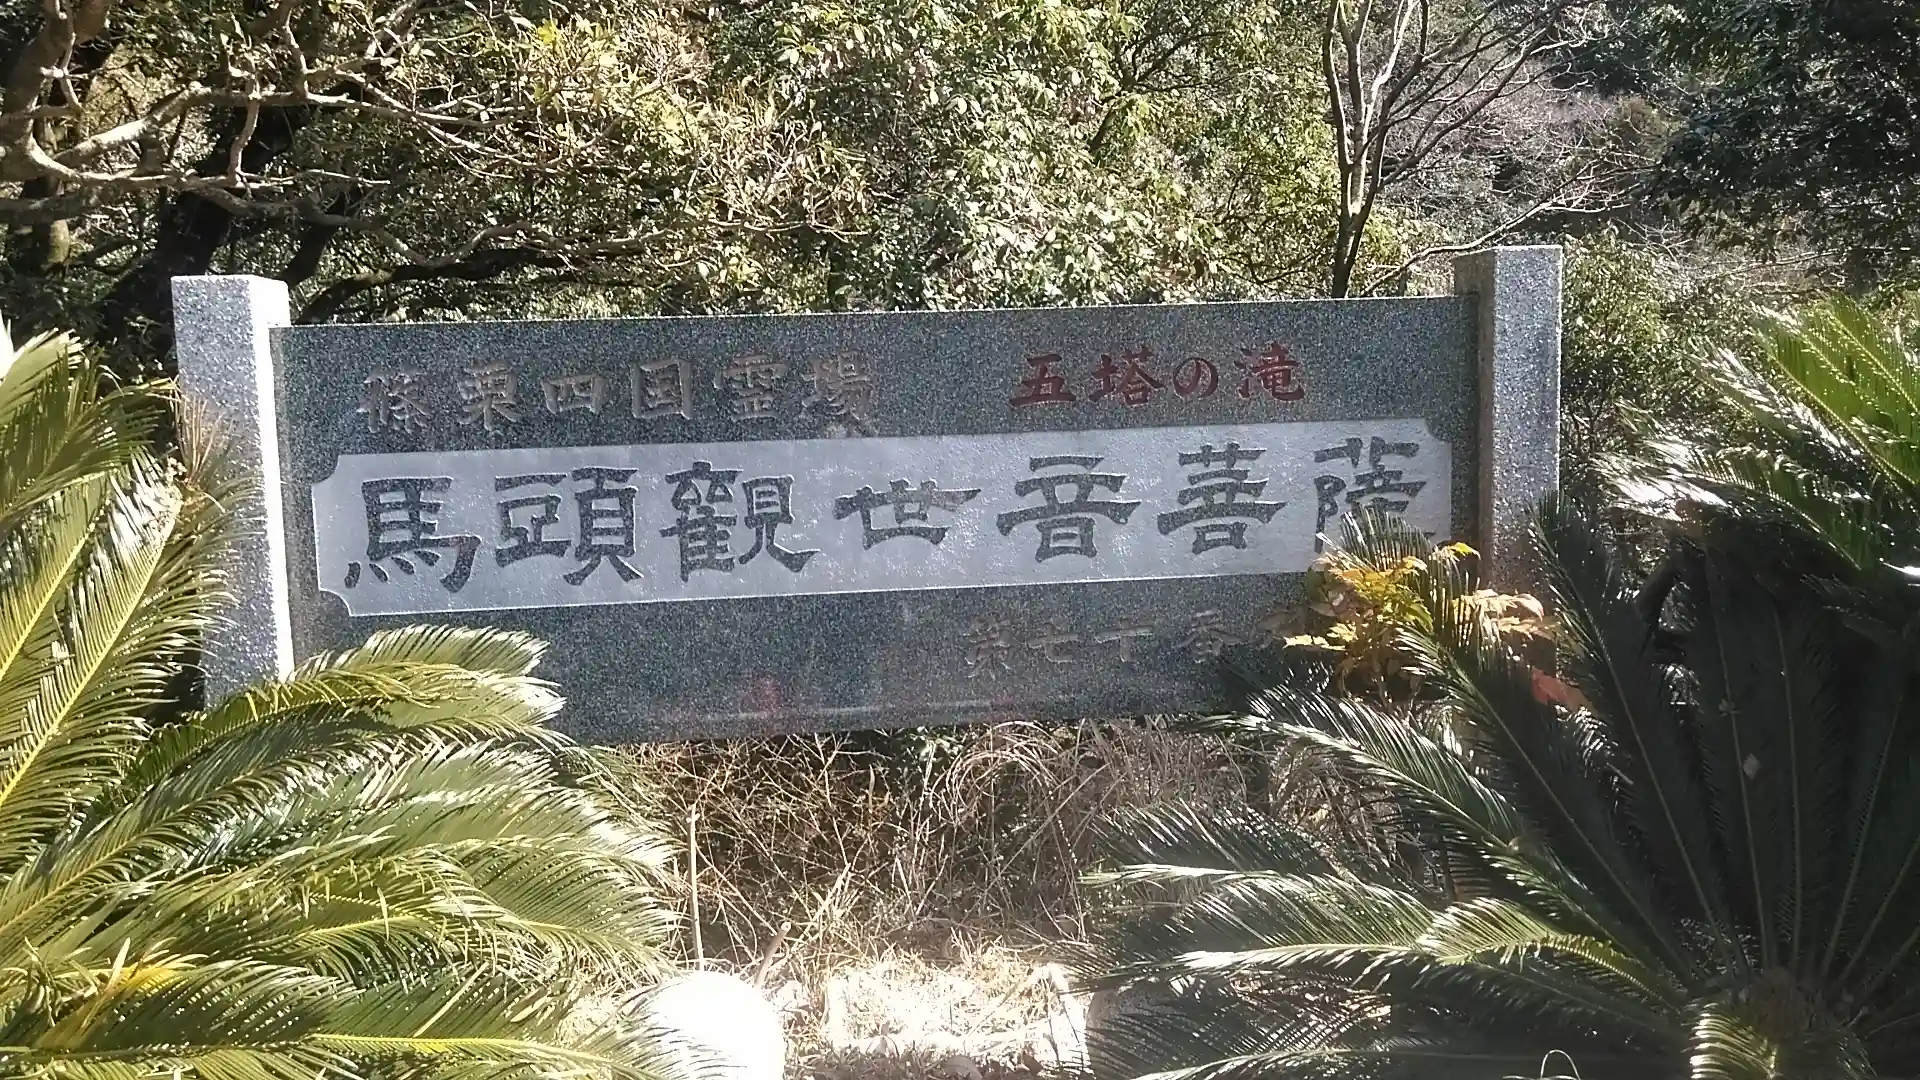 篠栗四国霊場 五塔の滝
馬頭觀世音菩薩
第七十番